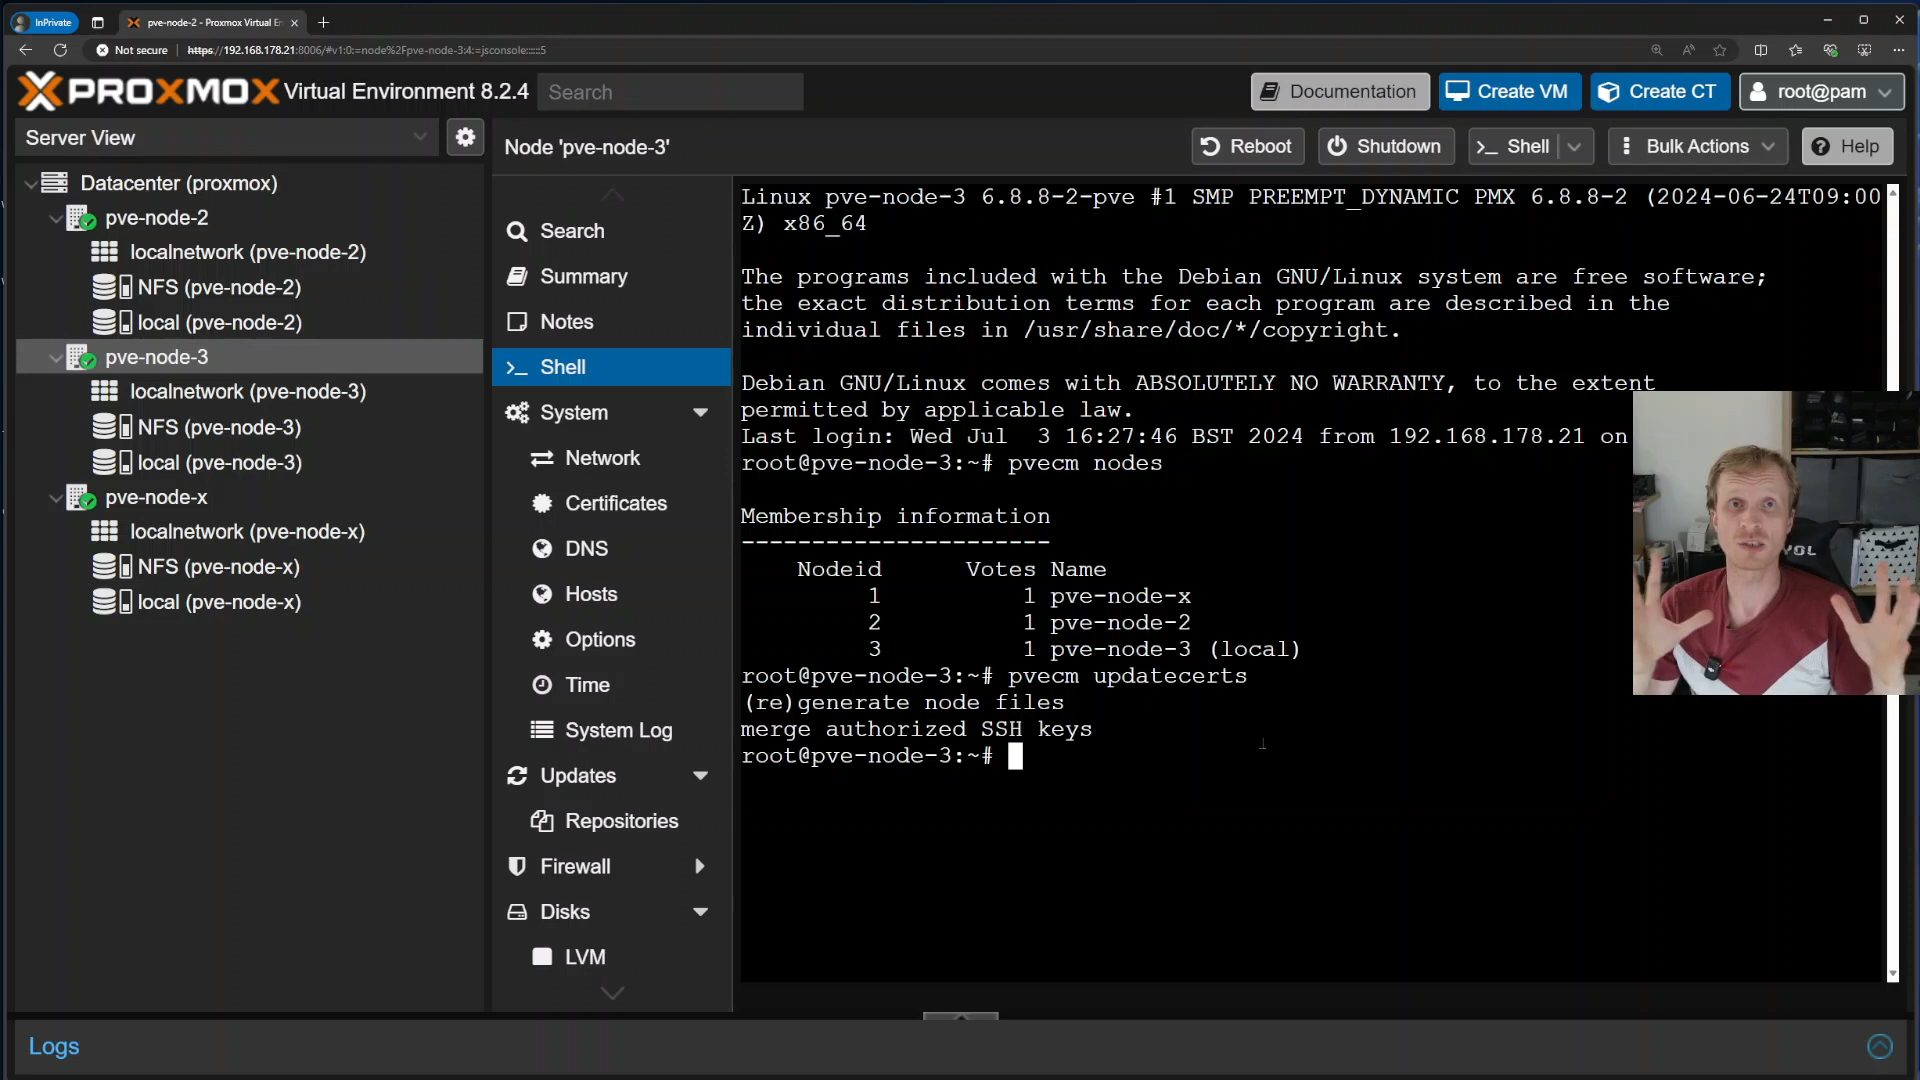 InPrivate
pve-node-2 - Proxmox Virtual En
Not secure
https://192.168.178.21:8006/#v1:0:=node%2Fpve-node-3:4:=jsconsole::::::5
PROXMOX Virtual Environment 8.2.4
Search
Documentation
Create VM
Create CT
root@pam
Server View
Node 'pve-node-3'
Reboot
Shutdown
Shell
Bulk Actions
Help
Datacenter (proxmox)
pve-node-2
localnetwork (pve-node-2)
NFS (pve-node-2)
local (pve-node-2)
pve-node-3
localnetwork (pve-node-3)
NFS (pve-node-3)
local (pve-node-3)
pve-node-x
localnetwork (pve-node-x)
NFS (pve-node-x)
local (pve-node-x)
Search
Summary
Notes
Shell
System
Network
Certificates
DNS
Hosts
Options
Time
System Log
Updates
Repositories
Firewall
Disks
LVM
Linux pve-node-3 6.8.8-2-pve #1 SMP PREEMPT_DYNAMIC PMX 6.8.8-2 (2024-06-24T09:00
Z) x86_64
The programs included with the Debian GNU/Linux system are free software;
the exact distribution terms for each program are described in the
individual files in /usr/share/doc/*/copyright.
Debian GNU/Linux comes with ABSOLUTELY NO WARRANTY, to the extent
permitted by applicable law.
Last login: Wed Jul  3 16:27:46 BST 2024 from 192.168.178.21 on
root@pve-node-3:~# pvecm nodes
Membership information
----------------------
Nodeid      Votes Name
1          1 pve-node-x
2          1 pve-node-2
3          1 pve-node-3 (local)
root@pve-node-3:~# pvecm updatecerts
(re)generate node files
merge authorized SSH keys
root@pve-node-3:~#
Logs